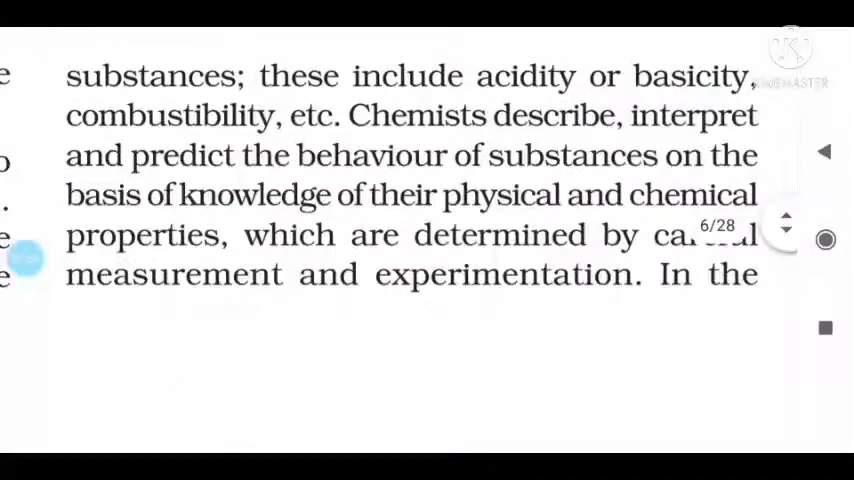 substances; these include acidity or basicity,
KINEMASTER
combustibility, etc. Chemists describe, interpret
and predict the behaviour of substances on the
basis of knowledge of their physical and chemical
properties, which are determined by
6/28
measurement and experimentation. In the